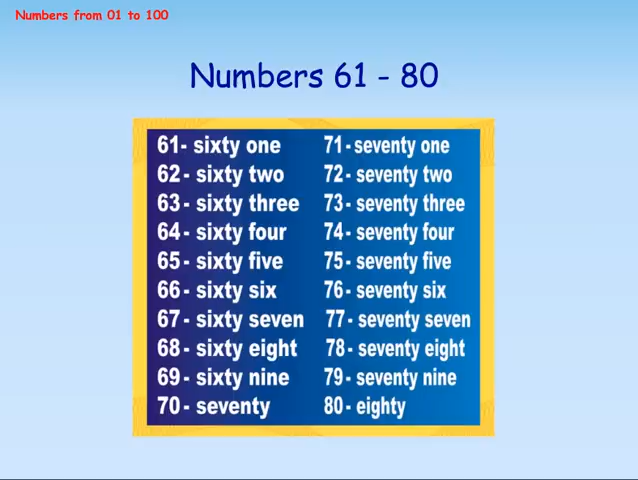 Numbers from 01 to 100
Numbers 61 - 80
61- sixty one
62- sixty two
63- sixty three
64- sixty four
65- sixty five
66- sixty six
67- sixty seven
68- sixty eight
69- sixty nine
70- seventy
71- seventy one
72- seventy two
73- seventy three
74- seventy four
75- seventy five
76- seventy six
77- seventy seven
78- seventy eight
79- seventy nine
80- eighty